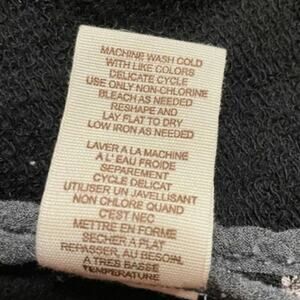 MACHINE WASH COLD
WITH LIKE COLORS
DELICATE CYCLE
USE ONLY NON-CHLORINE
BLEACH AS NEEDED
RESHAPE AND
LAY FLAT TO DRY
LOW IRON AS NEEDED
LAVER A LA MACHINE
A L'EAU FROIDE
SEPAREMENT
CYCLE DELICAT
UTILISER UN JAVELLISANT
NON CHLORE QUAND
C'EST NEC
METTRE EN FORME
SECHER A PLAT
REPASSER, AU BESOIN,
A TRES BASSE
TEMPERATURE